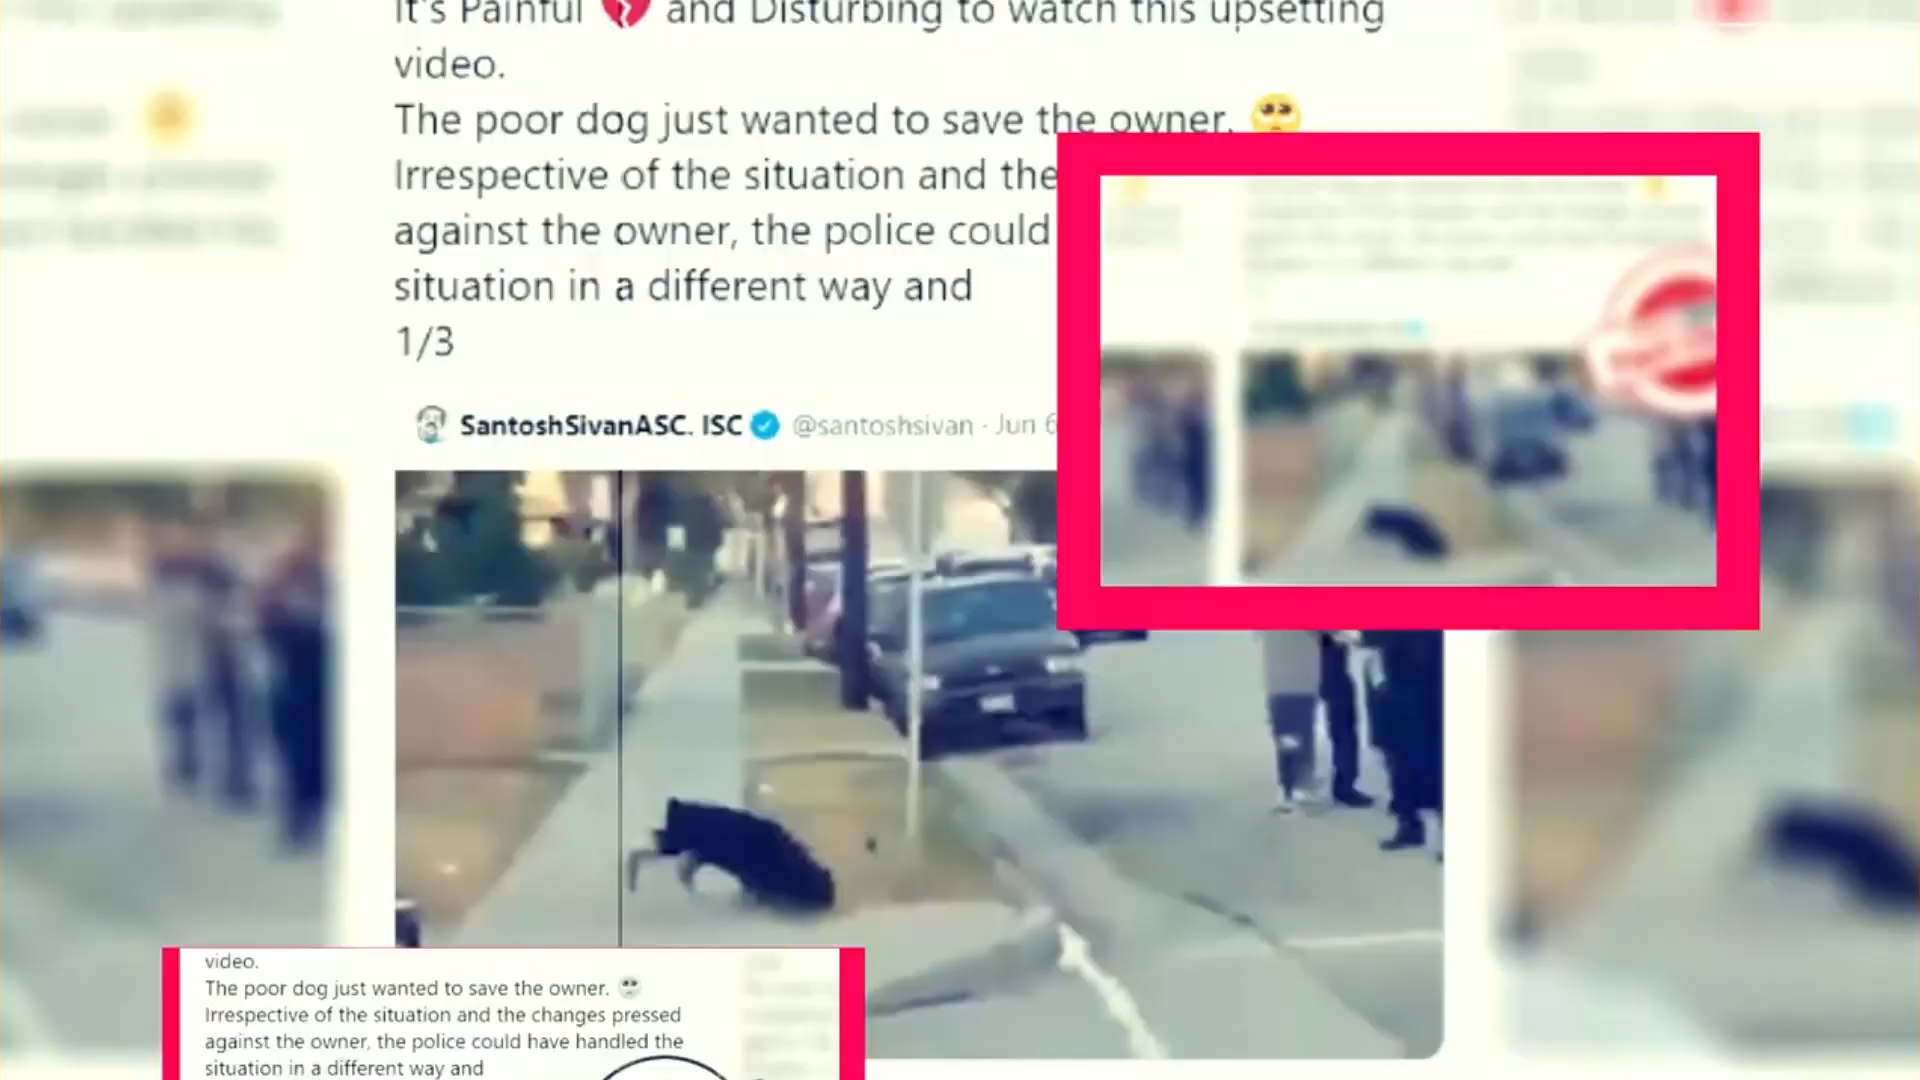 It's Painful 💔 and Disturbing to watch this upsetting
video.
The poor dog just wanted to save the owner. 🥺
Irrespective of the situation and the
against the owner, the police could
situation in a different way and
1/3
SantoshSivanASC. ISC @santoshsivan · Jun 6
video.
The poor dog just wanted to save the owner. 🥺
Irrespective of the situation and the changes pressed
against the owner, the police could have handled the
situation in a different way and